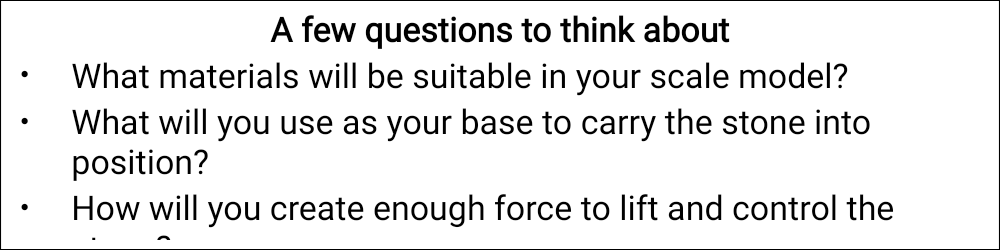 A few questions to think about
• What materials will be suitable in your scale model?
• What will you use as your base to carry the stone into
position?
• How will you create enough force to lift and control the